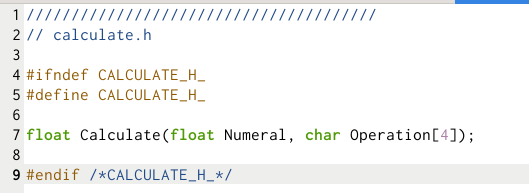 1 ///////////////////////////////////////
2 // calculate.h
3
4 #ifndef CALCULATE_H_
5 #define CALCULATE_H_
6
7 float Calculate(float Numeral, char Operation[4]);
8
9 #endif /*CALCULATE_H_*/